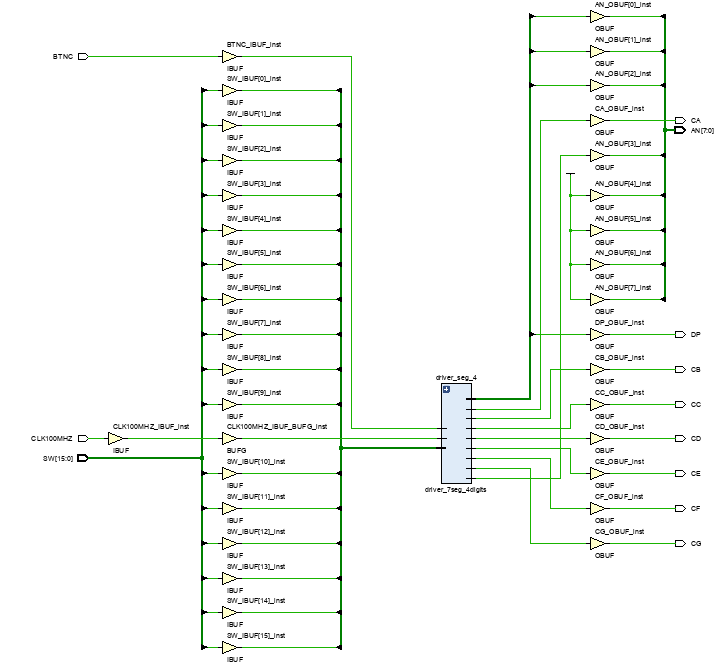 AN_OBUF[0]_inst
OBUF
AN_OBUF[1]_inst
OBUF
AN_OBUF[2]_inst
OBUF
CA_OBUF_inst
CA
OBUF
AN[7:0]
AN_OBUF[3]_inst
OBUF
AN_OBUF[4]_inst
OBUF
AN_OBUF[5]_inst
OBUF
AN_OBUF[6]_inst
OBUF
AN_OBUF[7]_inst
OBUF
DP_OBUF_inst
DP
OBUF
CB_OBUF_inst
CB
OBUF
CC_OBUF_inst
CC
OBUF
CD_OBUF_inst
CD
OBUF
CE_OBUF_inst
CE
OBUF
CF_OBUF_inst
CF
OBUF
CG_OBUF_inst
CG
OBUF
BTNC_IBUF_inst
BTNC
IBUF
SW_IBUF[0]_inst
IBUF
SW_IBUF[1]_inst
IBUF
SW_IBUF[2]_inst
IBUF
SW_IBUF[3]_inst
IBUF
SW_IBUF[4]_inst
IBUF
SW_IBUF[5]_inst
IBUF
SW_IBUF[6]_inst
IBUF
SW_IBUF[7]_inst
IBUF
SW_IBUF[8]_inst
IBUF
SW_IBUF[9]_inst
IBUF
CLK100MHZ_IBUF_inst
CLK100MHZ_IBUF_BUFG_inst
CLK100MHZ
IBUF
BUFG
SW[15:0]
SW_IBUF[10]_inst
IBUF
SW_IBUF[11]_inst
IBUF
SW_IBUF[12]_inst
IBUF
SW_IBUF[13]_inst
IBUF
SW_IBUF[14]_inst
IBUF
SW_IBUF[15]_inst
IBUF
driver_seg_4
driver_7seg_4digits